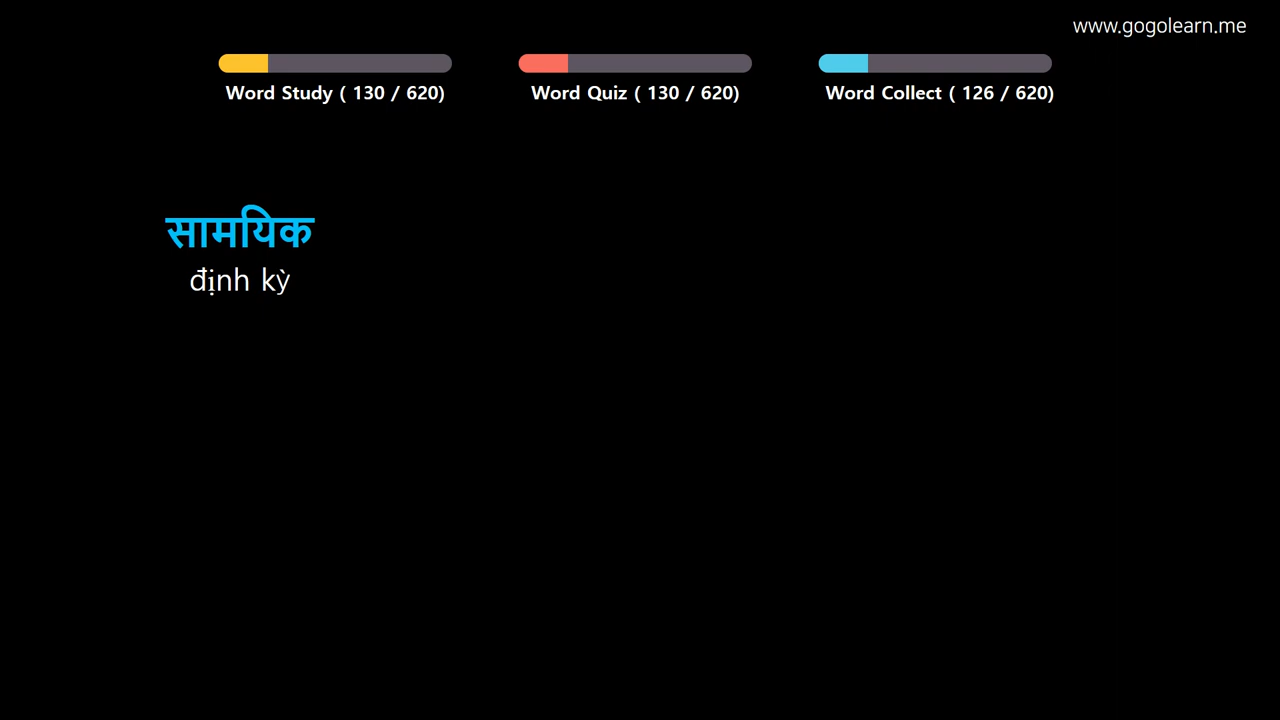 www.gogolearn.me
Word Study ( 130 / 620)
Word Quiz ( 130 / 620)
Word Collect ( 126 / 620)
सामयिक
định kỳ